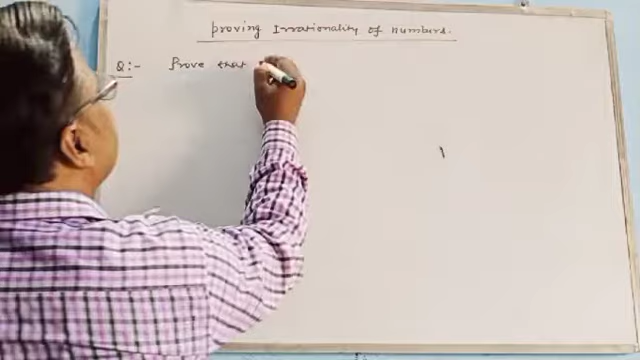 proving Irrationality of numbers.
Q:- Prove that